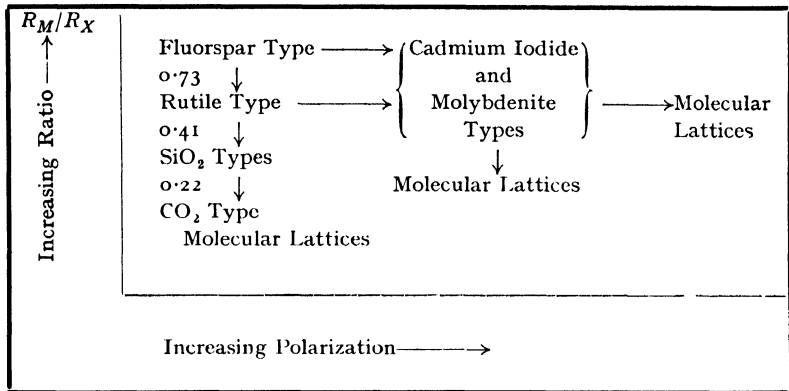 R_M/R_X
Increasing Ratio ——→
Fluorspar Type ——→ { Cadmium Iodide
0·73 ↓ and
Rutile Type ——→ Molybdenite } ——→ Molecular
0·41 ↓ Types Lattices
SiO₂ Types ↓
0·22 ↓ Molecular Lattices
CO₂ Type
Molecular Lattices
Increasing Polarization ——→